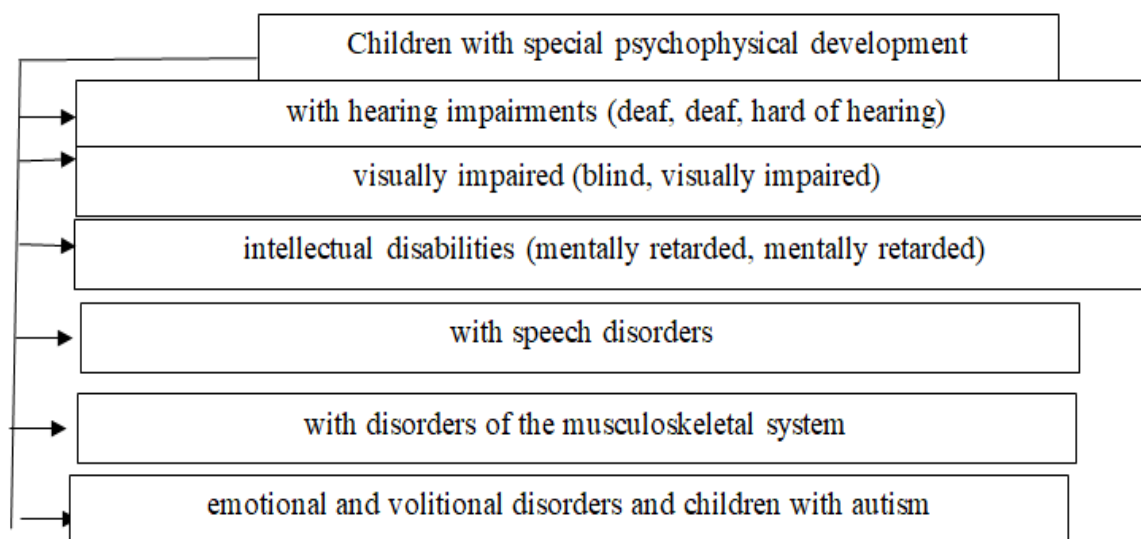 Children with special psychophysical development
with hearing impairments (deaf, deaf, hard of hearing)
visually impaired (blind, visually impaired)
intellectual disabilities (mentally retarded, mentally retarded)
with speech disorders
with disorders of the musculoskeletal system
emotional and volitional disorders and children with autism